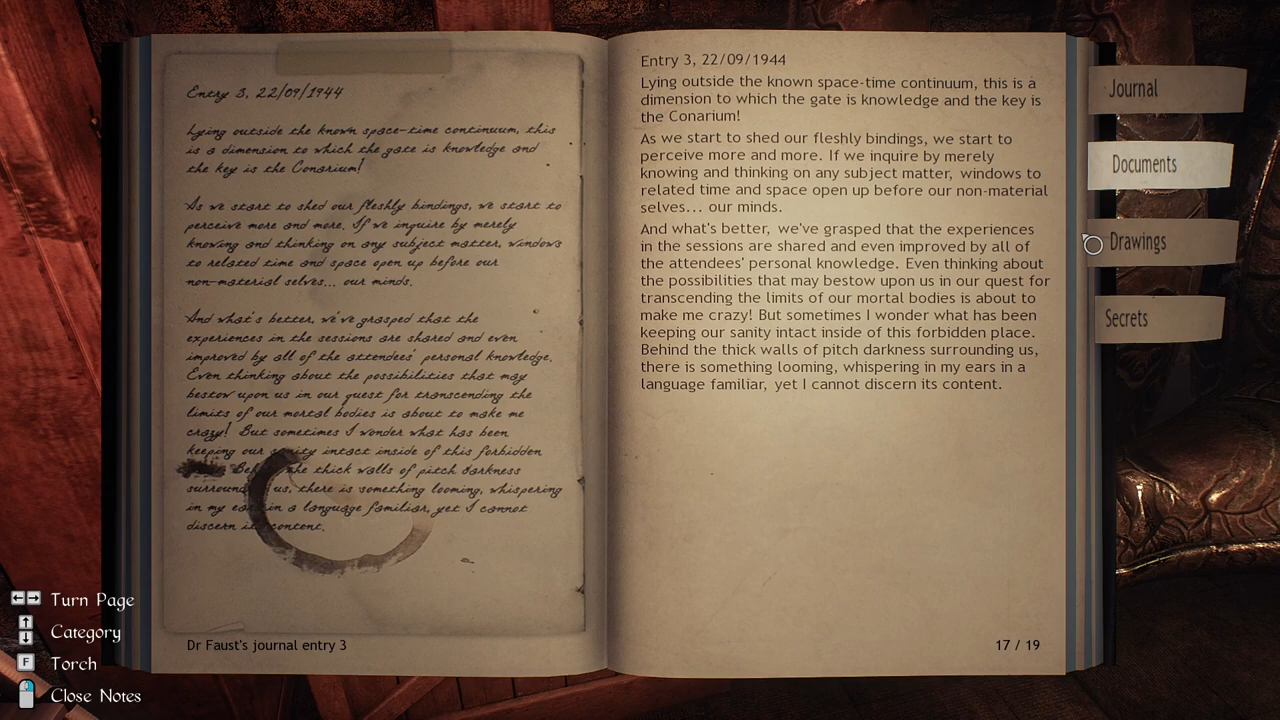 Entry 3, 22/09/1944
Lying outside the known space-time continuum, this
is a dimension to which the gate is knowledge and
the key is the Conarium!
As we start to shed our fleshly bindings, we start to
perceive more and more. If we inquire by merely
knowing and thinking on any subject matter, windows
to related time and space open up before our
non-material selves... our minds.
And what's better, we've grasped that the
experiences in the sessions are shared and even
improved by all of the attendees' personal knowledge.
Even thinking about the possibilities that may
bestow upon us in our quest for transcending the
limits of our mortal bodies is about to make me
crazy! But sometimes I wonder what has been
keeping our sanity intact inside of this forbidden
the thick walls of pitch darkness
us, there is something looming, whispering
in my ears in a language familiar, yet I cannot
discern its content.
Dr Faust's journal entry 3
Entry 3, 22/09/1944
Lying outside the known space-time continuum, this is a
dimension to which the gate is knowledge and the key is
the Conarium!
As we start to shed our fleshly bindings, we start to
perceive more and more. If we inquire by merely
knowing and thinking on any subject matter, windows to
related time and space open up before our non-material
selves... our minds.
And what's better, we've grasped that the experiences
in the sessions are shared and even improved by all of
the attendees' personal knowledge. Even thinking about
the possibilities that may bestow upon us in our quest for
transcending the limits of our mortal bodies is about to
make me crazy! But sometimes I wonder what has been
keeping our sanity intact inside of this forbidden place.
Behind the thick walls of pitch darkness surrounding us,
there is something looming, whispering in my ears in a
language familiar, yet I cannot discern its content.
17 / 19
Journal
Documents
Drawings
Secrets
Turn Page
Category
F Torch
Close Notes